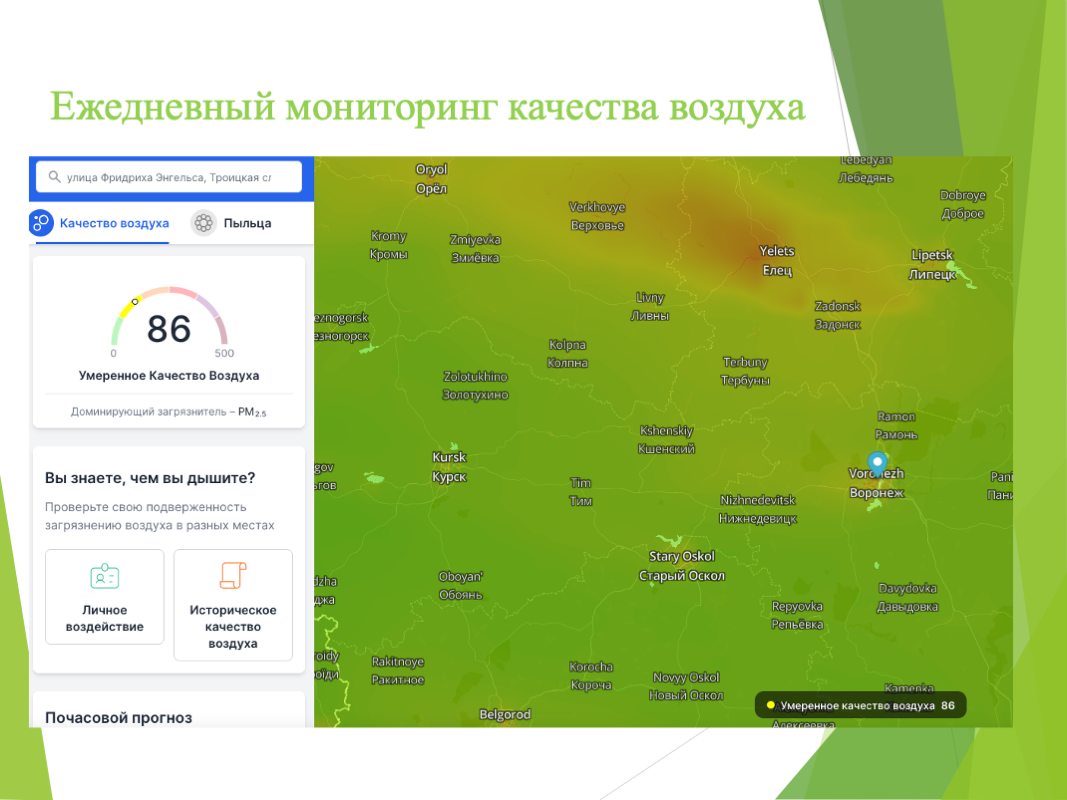 Ежедневный мониторинг качества воздуха
улица Фридриха Энгельса, Троицкая сл
Качество воздуха
Пыльца
86
0
500
Умеренное Качество Воздуха
Доминирующий загрязнитель – PM2.5
Вы знаете, чем вы дышите?
Проверьте свою подверженность
загрязнению воздуха в разных местах
Личное
воздействие
Историческое
качество
воздуха
Почасовой прогноз
Oryol
Орёл
Lebedyan
Лебедянь
Verkhovye
Верховье
Dobroye
Доброе
Kromy
Кромы
Zmiyevka
Змиёвка
Yelets
Елец
Lipetsk
Липецк
Livny
Ливны
Zadonsk
Задонск
eznogorsk
езногорск
Kolpna
Колпна
Terbuny
Тербуны
Zolotukhino
Золотухино
Ramon
Рамонь
Kshenskiy
Кшенский
Kursk
Курск
gov
ьгов
Voronezh
Воронеж
Pani
Пани
Tim
Тим
Nizhnedevitsk
Нижнедевицк
Stary Oskol
Старый Оскол
dzha
джа
Oboyan'
Обоянь
Davydovka
Давыдовка
Repyovka
Репьёвка
roidy
ройди
Rakitnoye
Ракитное
Korocha
Короча
Novyy Oskol
Новый Оскол
Kamenka
Belgorod
Умеренное качество воздуха 86
Алексеевка